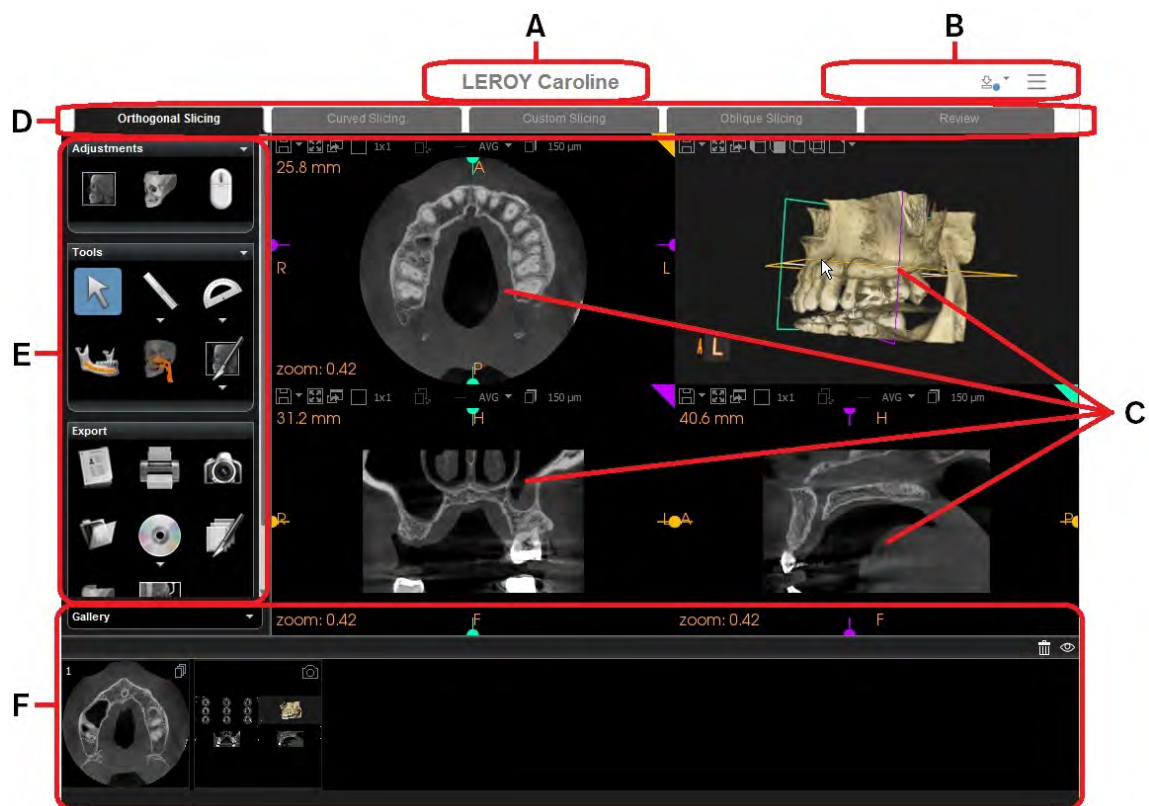 A
B
LEROY Caroline
D
Orthogonal Slicing
Curved Slicing
Custom Slicing
Oblique Slicing
Review
Adjustments
1x1
AVG
150 µm
25.8 mm
A
R
L
zoom: 0.42
P
L
Tools
E
C
1x1
AVG
150 µm
31.2 mm
H
R
L
zoom: 0.42
F
1x1
AVG
150 µm
40.6 mm
H
A
P
zoom: 0.42
F
Export
Gallery
F
1